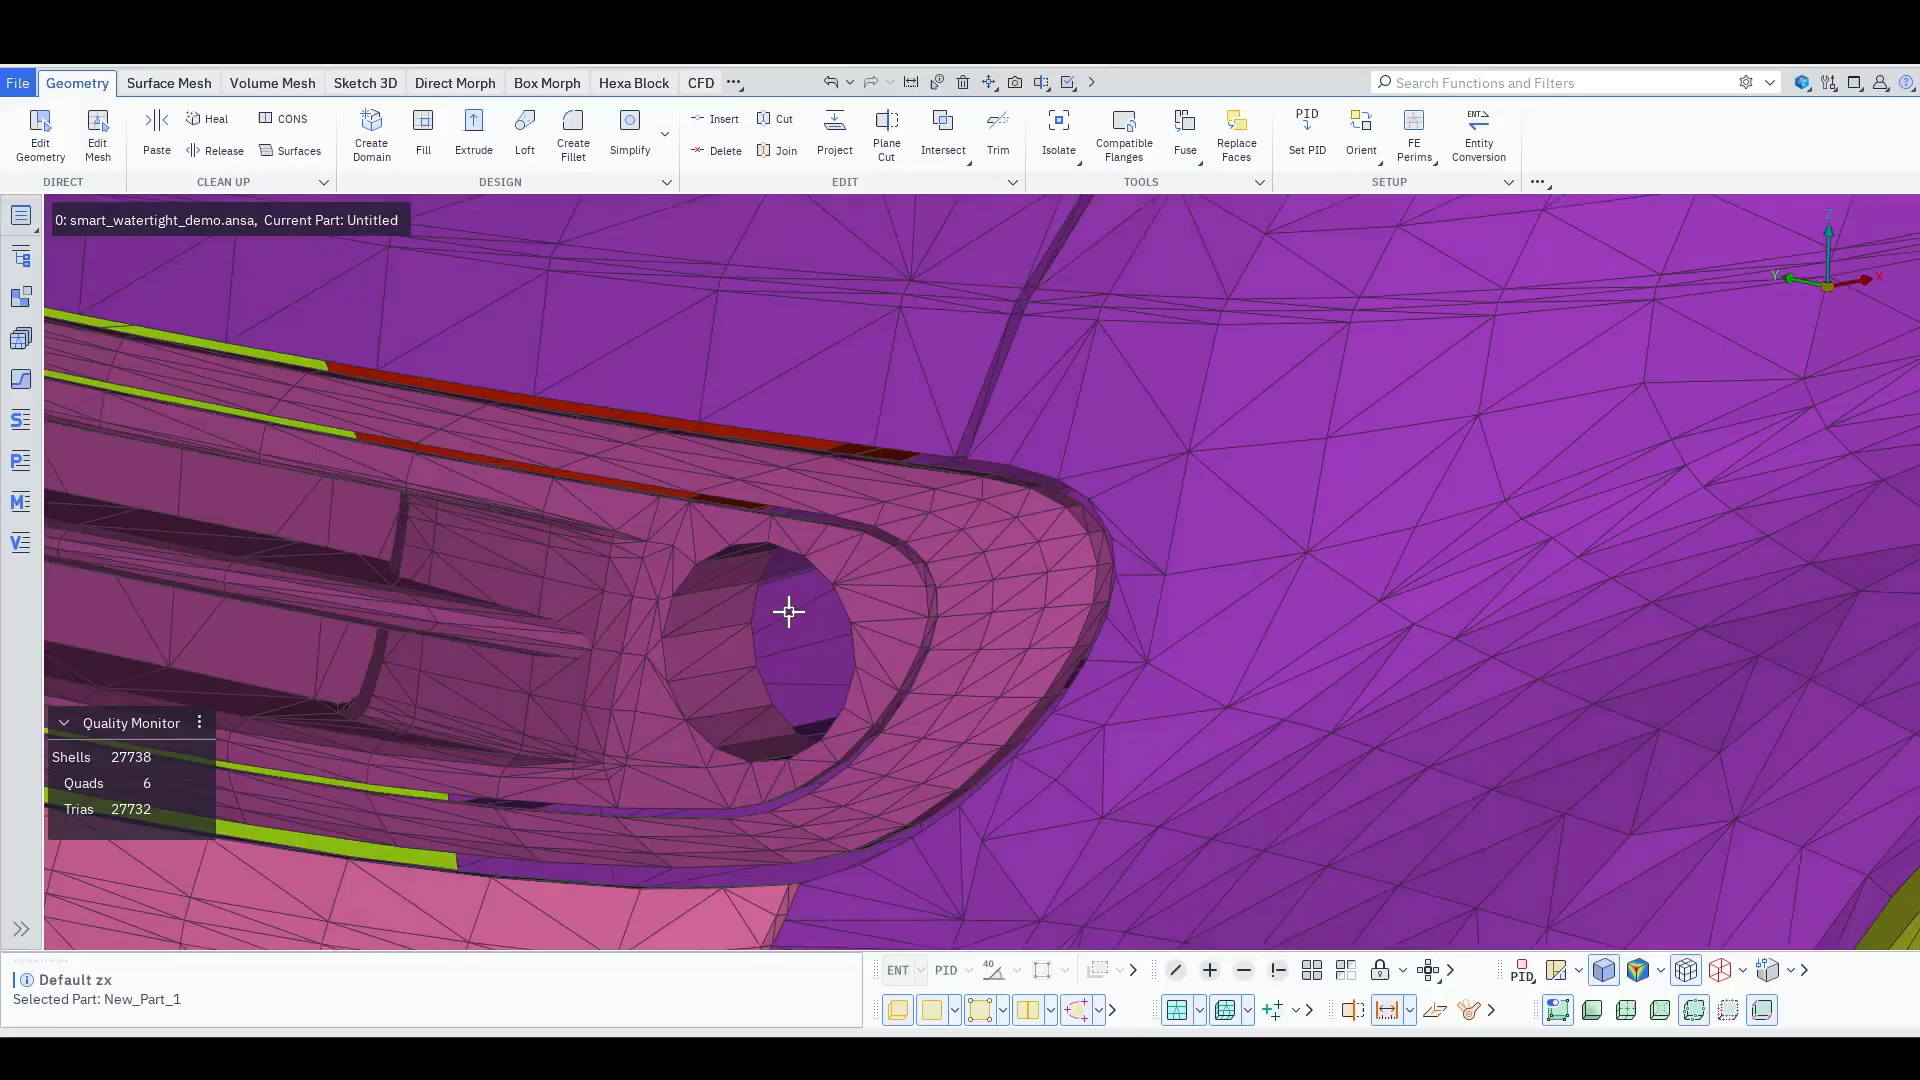 File Geometry Surface Mesh Volume Mesh Sketch 3D Direct Morph Box Morph Hexa Block CFD Search Functions and Filters
Edit Geometry
Edit Mesh
DIRECT
Paste
Heal
Release
CONS
Surfaces
CLEAN UP
Create Domain
Fill
Extrude
Loft
Create Fillet
Simplify
DESIGN
Insert
Delete
Cut
Join
Project
Plane Cut
Intersect
Trim
EDIT
Isolate
Compatible Flanges
Fuse
Replace Faces
TOOLS
PID
Set PID
Orient
FE Perims
ENT
Entity Conversion
SETUP
0: smart_watertight_demo.ansa, Current Part: Untitled
Z
Y
X
S
P
M
V
Quality Monitor
Shells 27738
Quads 6
Trias 27732
Default zx
Selected Part: New_Part_1
ENT PID 40 PID